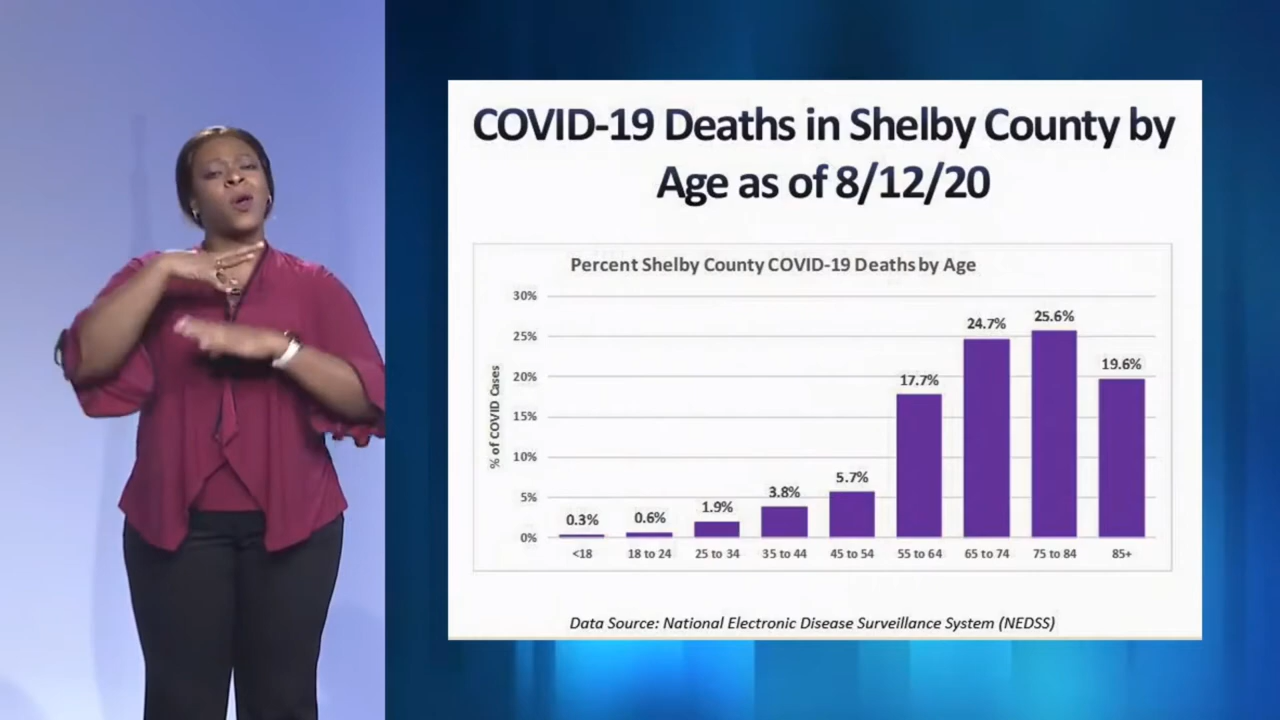 COVID-19 Deaths in Shelby County by
Age as of 8/12/20
Percent Shelby County COVID-19 Deaths by Age
% of COVID Cases
30%
25%
20%
15%
10%
5%
0%
0.3%
0.6%
1.9%
3.8%
5.7%
17.7%
24.7%
25.6%
19.6%
<18
18 to 24
25 to 34
35 to 44
45 to 54
55 to 64
65 to 74
75 to 84
85+
Data Source: National Electronic Disease Surveillance System (NEDSS)